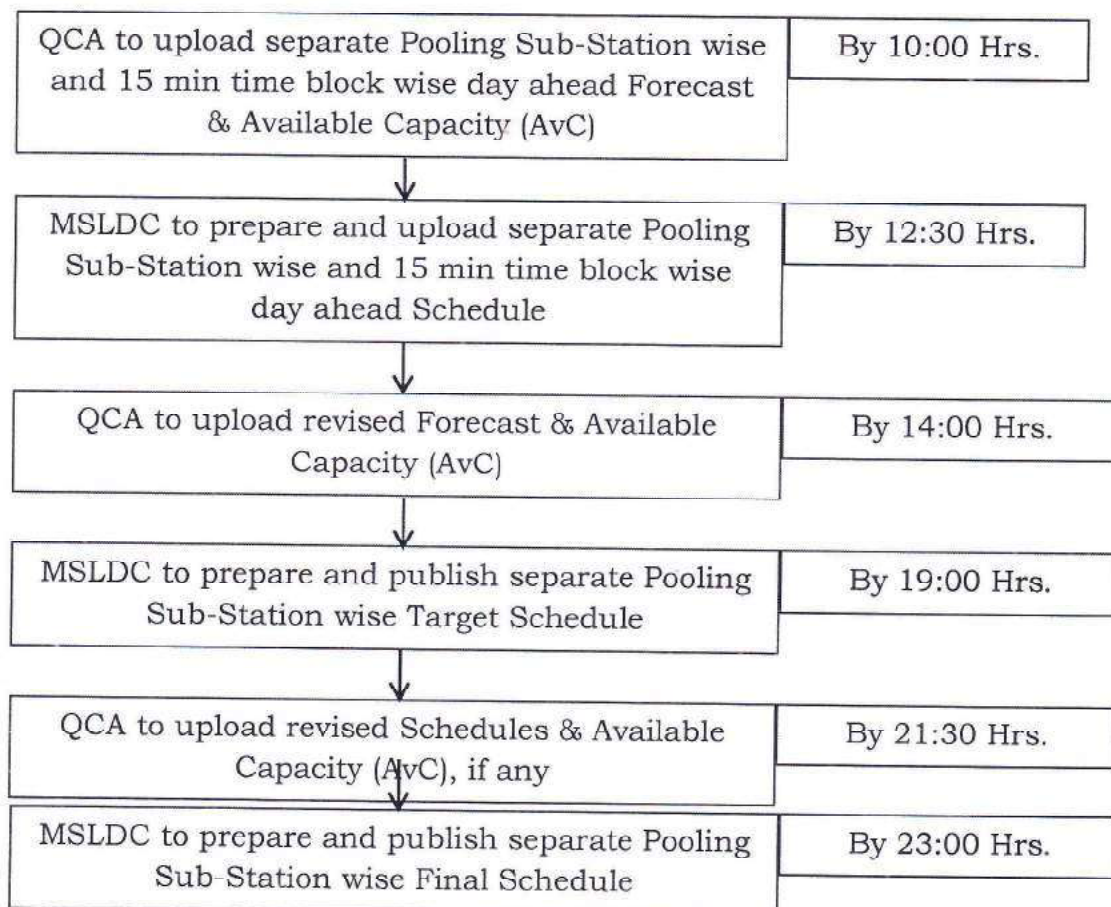 QCA to upload separate Pooling Sub-Station wise
and 15 min time block wise day ahead Forecast
& Available Capacity (AvC)
By 10:00 Hrs.
MSLDC to prepare and upload separate Pooling
Sub-Station wise and 15 min time block wise
day ahead Schedule
By 12:30 Hrs.
QCA to upload revised Forecast & Available
Capacity (AvC)
By 14:00 Hrs.
MSLDC to prepare and publish separate Pooling
Sub-Station wise Target Schedule
By 19:00 Hrs.
QCA to upload revised Schedules & Available
Capacity (AvC), if any
By 21:30 Hrs.
MSLDC to prepare and publish separate Pooling
Sub-Station wise Final Schedule
By 23:00 Hrs.